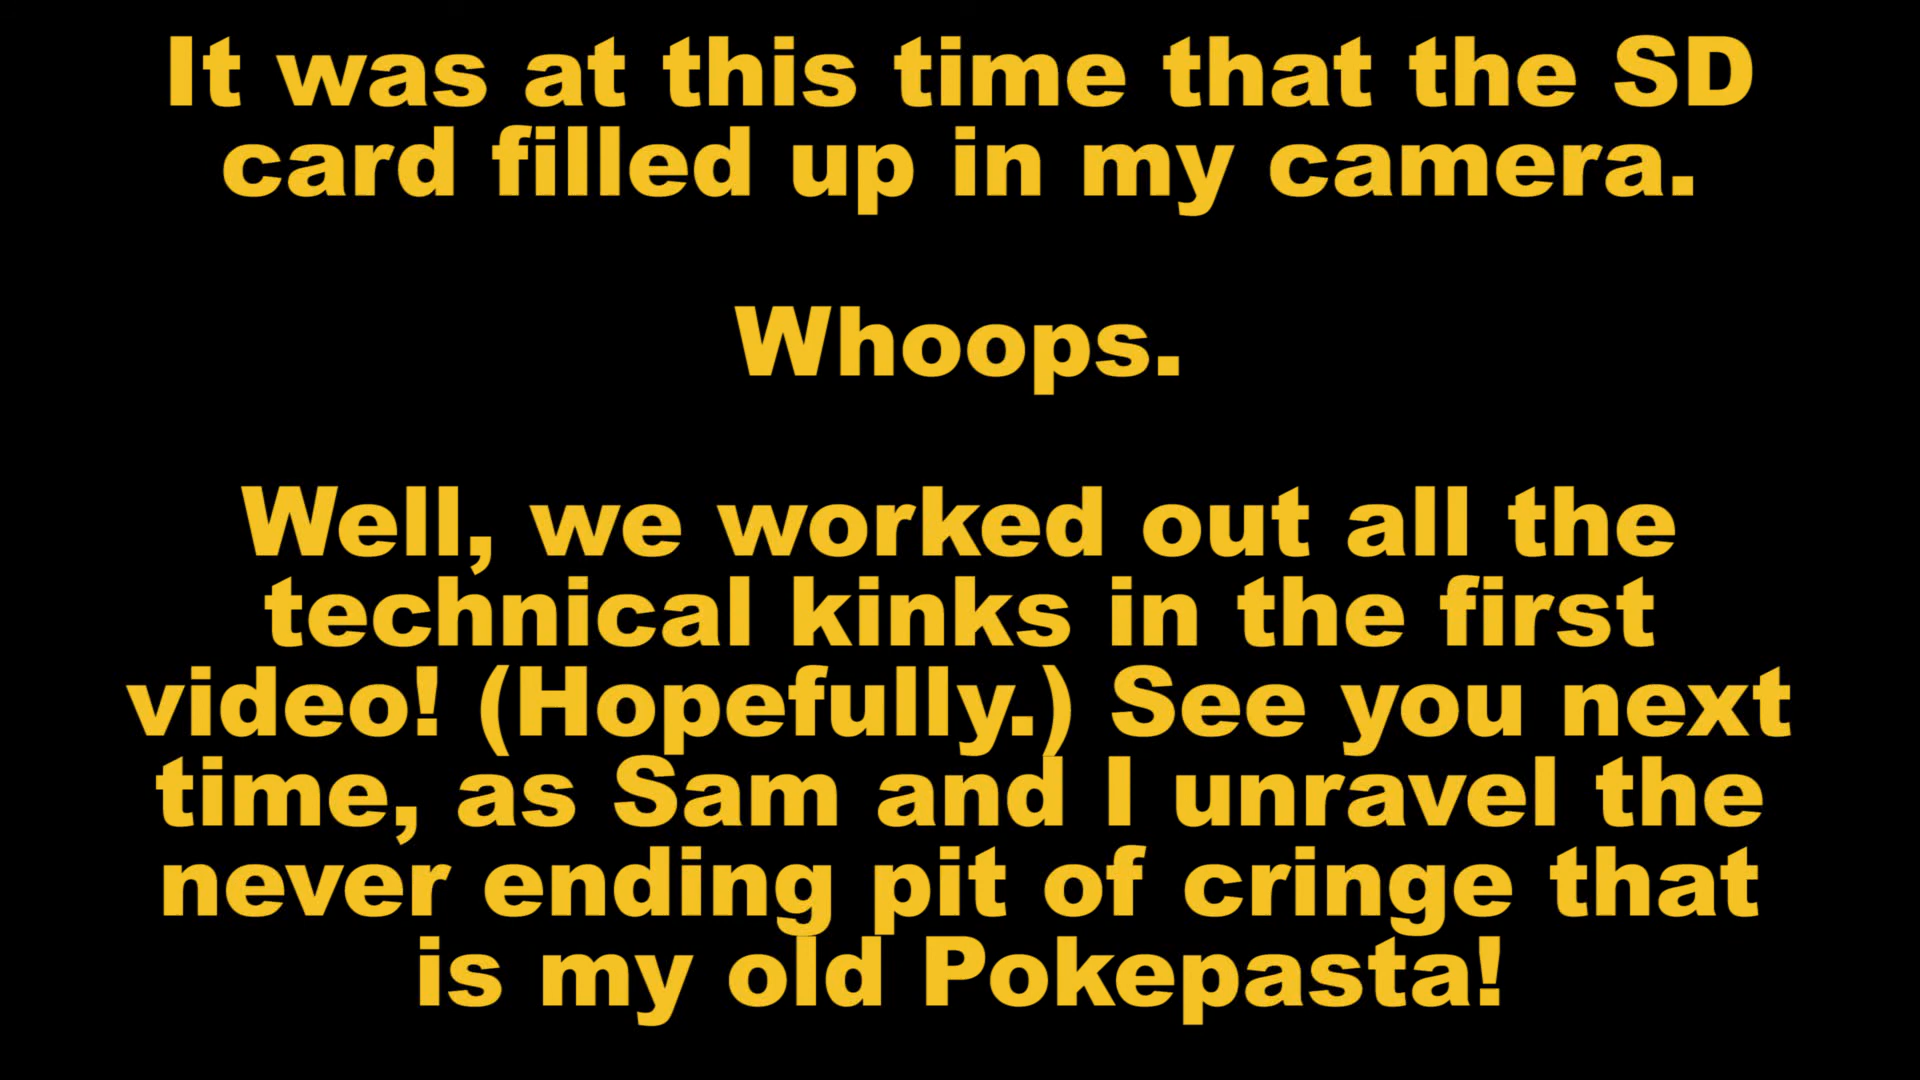 It was at this time that the SD
card filled up in my camera.
Whoops.
Well, we worked out all the
technical kinks in the first
video! (Hopefully.) See you next
time, as Sam and I unravel the
never ending pit of cringe that
is my old Pokepasta!